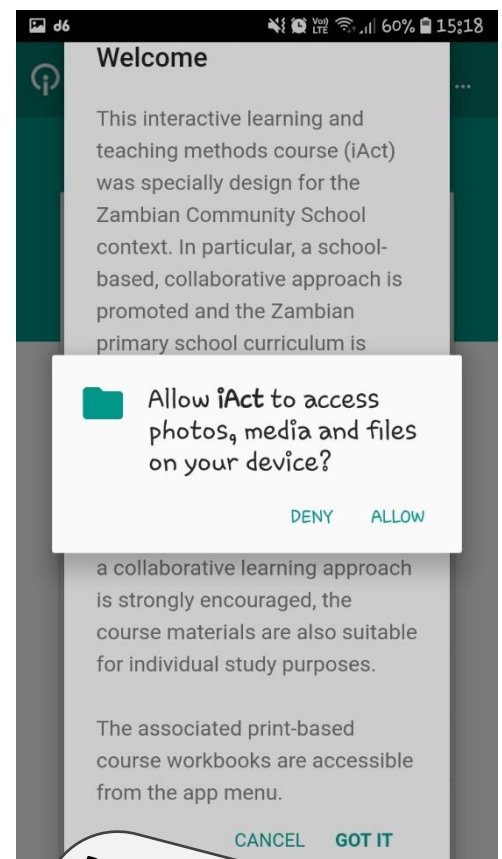 d6 Voº) LTE 60% 15:18
Welcome
...
This interactive learning and
teaching methods course (iAct)
was specially design for the
Zambian Community School
context. In particular, a school-
based, collaborative approach is
promoted and the Zambian
primary school curriculum is
Allow iAct to access
photos, media and files
on your device?
DENY ALLOW
a collaborative learning approach
is strongly encouraged, the
course materials are also suitable
for individual study purposes.
The associated print-based
course workbooks are accessible
from the app menu.
CANCEL GOT IT